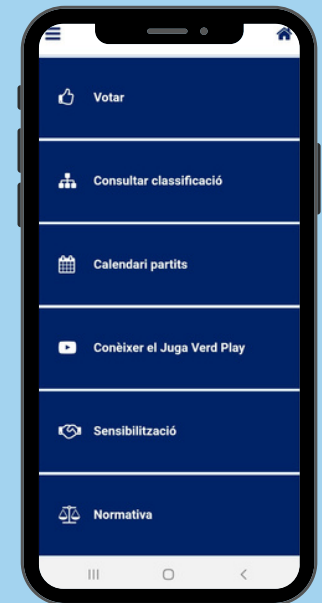 Votar
Consultar classificació
Calendari partits
Conèixer el Juga Verd Play
Sensibilització
Normativa